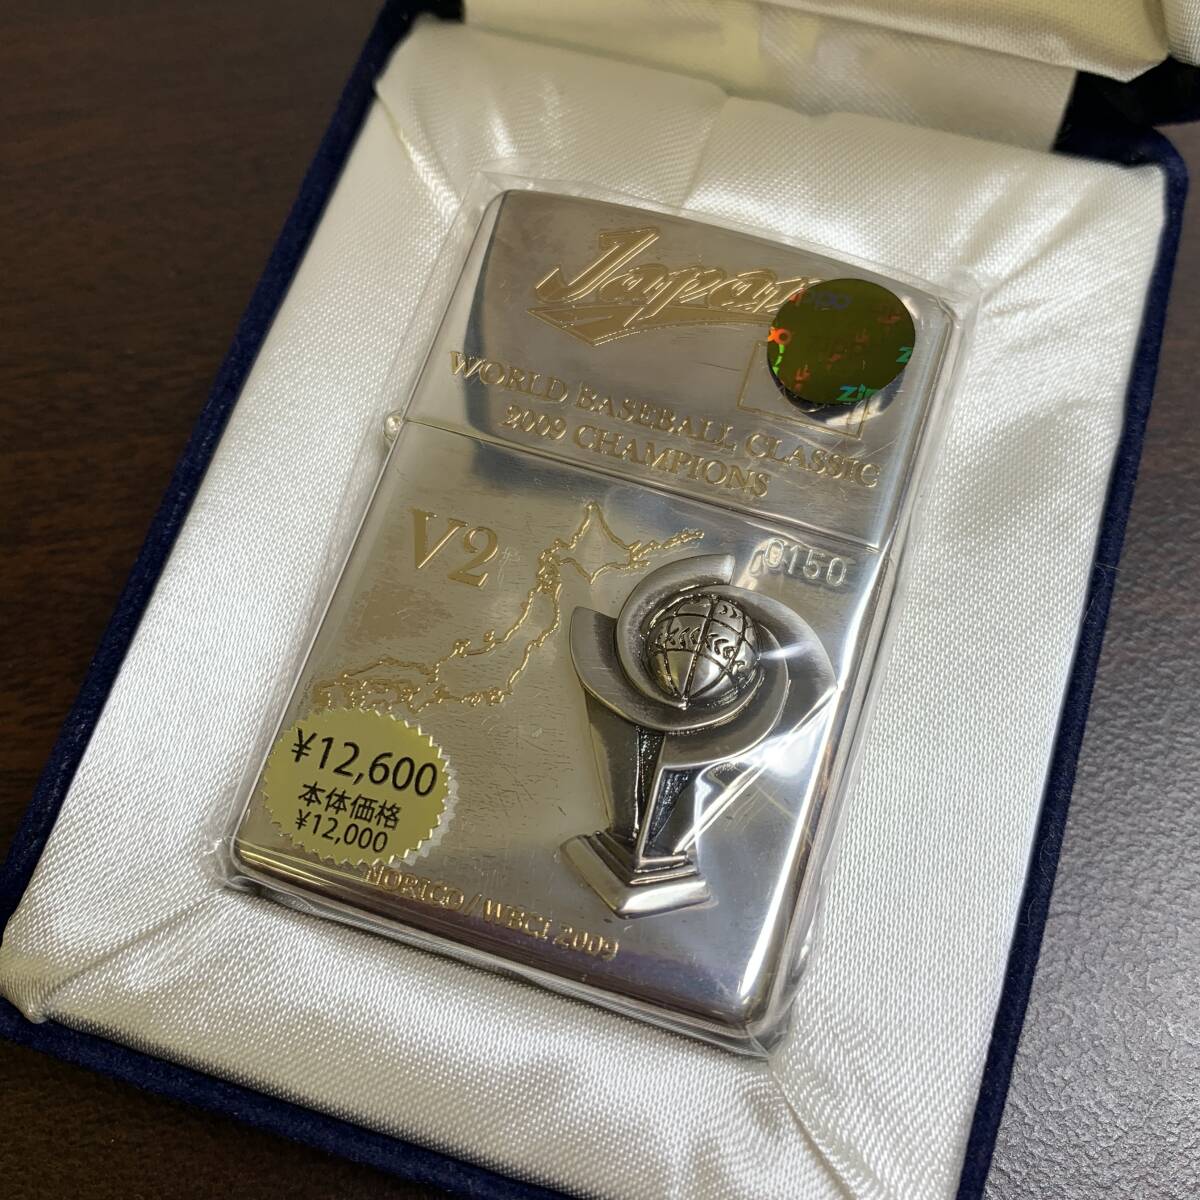 Japan
WORLD BASEBALL CLASSIC
2009 CHAMPIONS
V2
0150
¥12,600
本体価格
¥12,000
NORICO / WBCI 2009